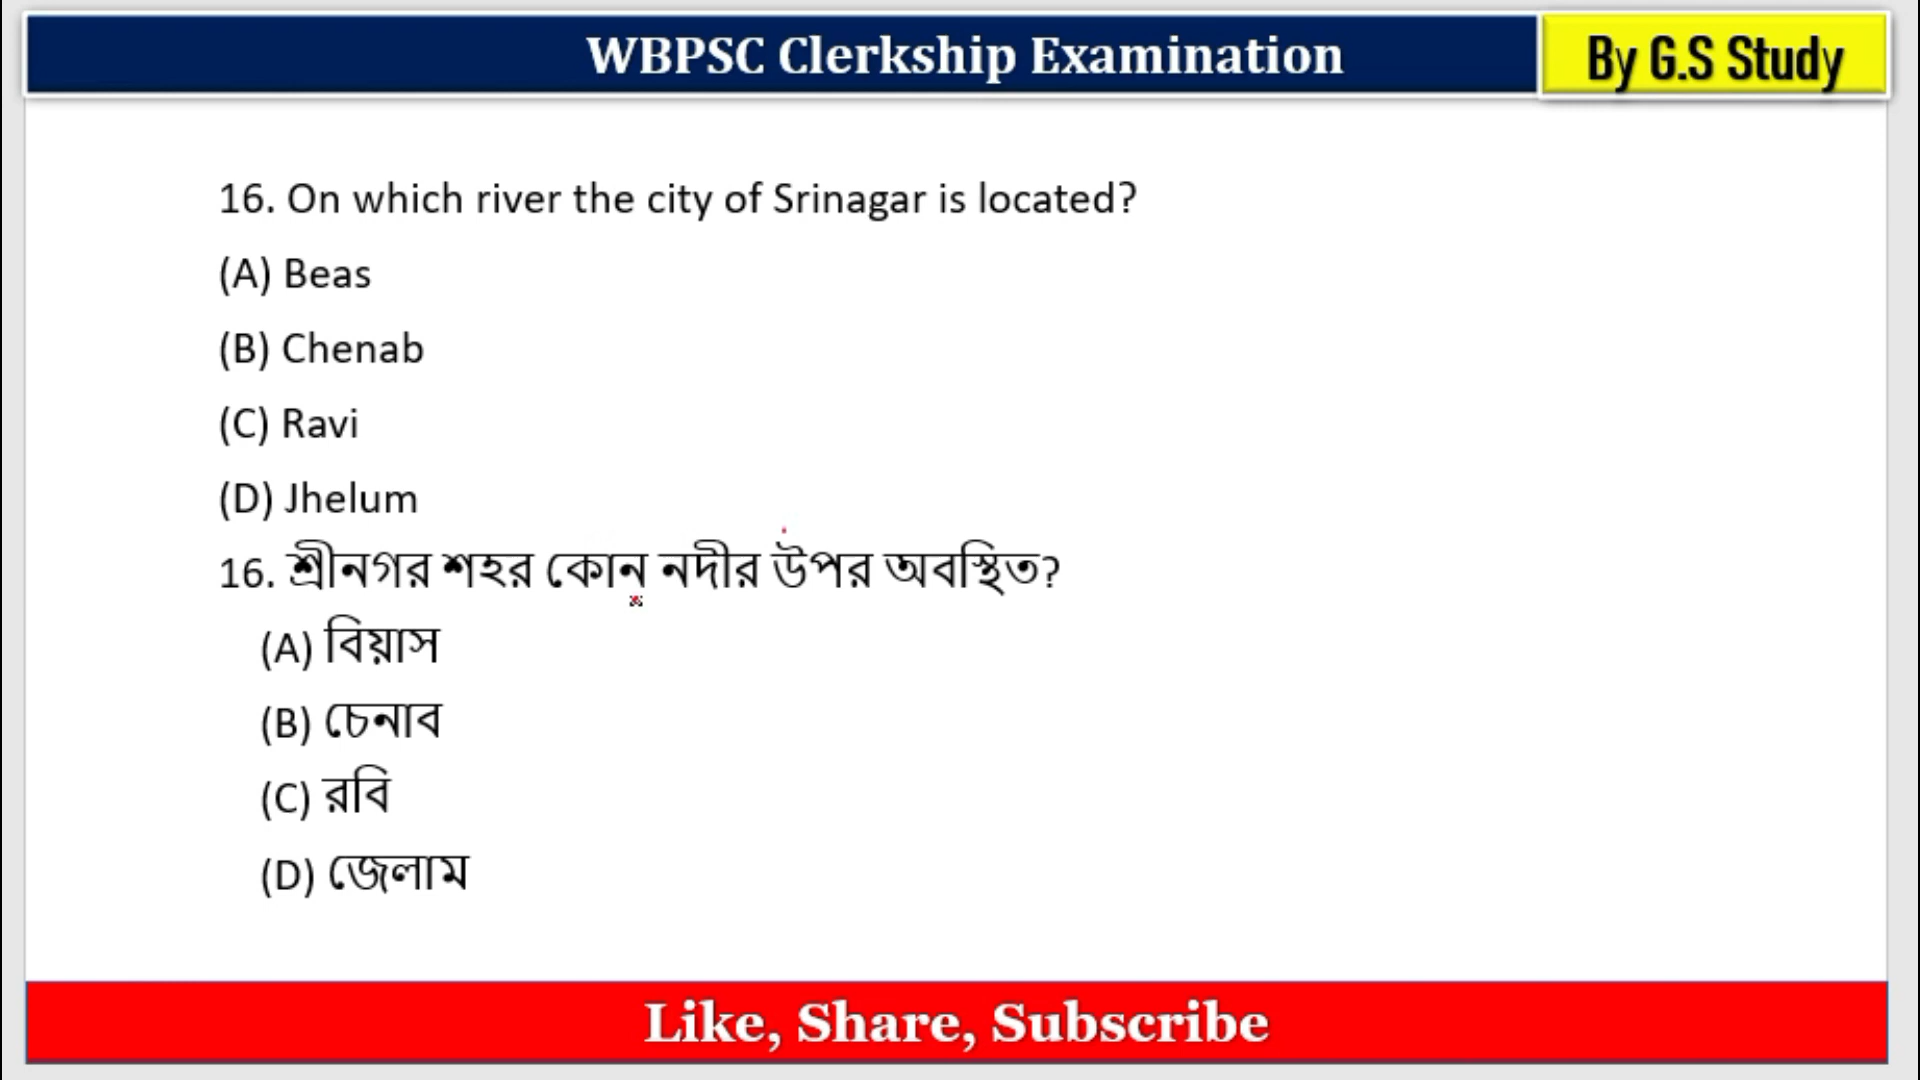 WBPSC Clerkship Examination
By G.S Study
16. On which river the city of Srinagar is located?
(A) Beas
(B) Chenab
(C) Ravi
(D) Jhelum
16. শ্রীনগর শহর কোন নদীর উপর অবস্থিত?
(A) বিয়াস
(B) চেনাব
(C) রবি
(D) জেলাম
Like, Share, Subscribe